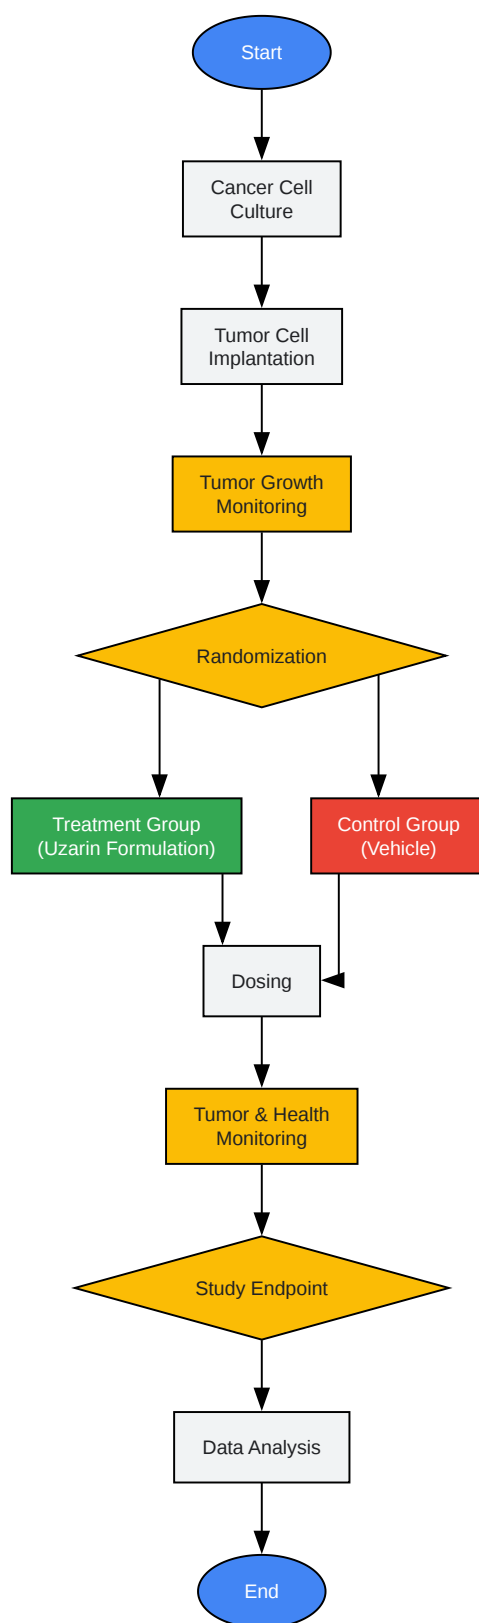 Start
Cancer Cell
Culture
Tumor Cell
Implantation
Tumor Growth
Monitoring
Randomization
Treatment Group
(Uzarin Formulation)
Control Group
(Vehicle)
Dosing
Tumor & Health
Monitoring
Study Endpoint
Data Analysis
End